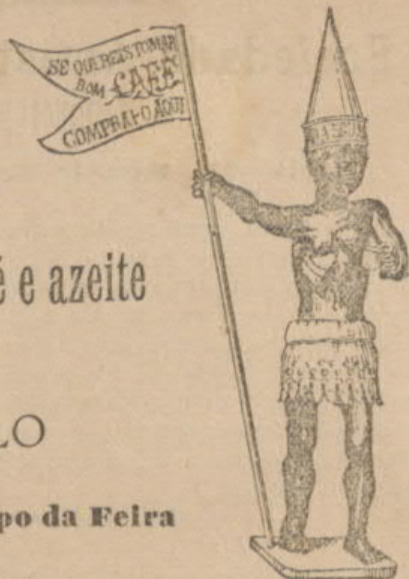 SE QUEREIS TOMAR
BOM CAFÉ
COMPRAI-O AQUI
é e azeite
LO
po da Feira